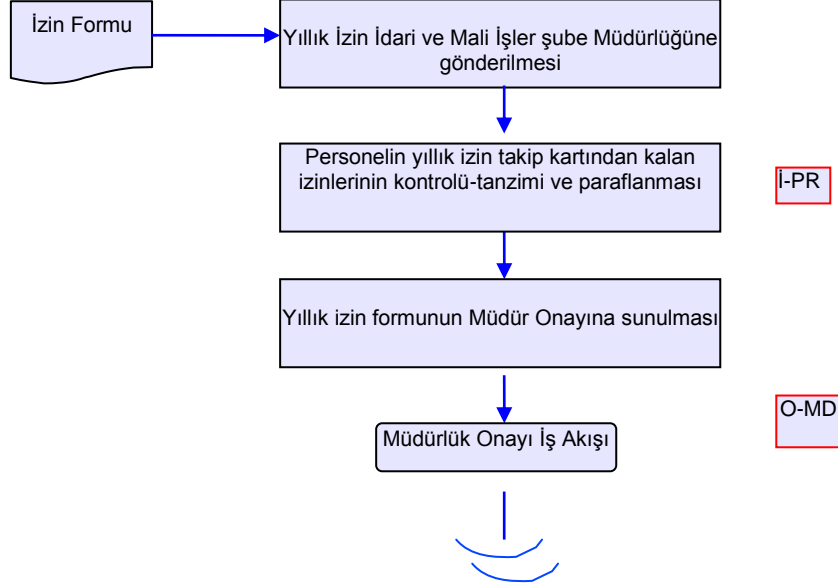 İzin Formu
Yıllık İzin İdari ve Mali İşler şube Müdürlüğüne
gönderilmesi
Personelin yıllık izin takip kartından kalan
izinlerinin kontrolü-tanzimi ve paraflanması
İ-PR
Yıllık izin formunun Müdür Onayına sunulması
O-MD
Müdürlük Onayı İş Akışı